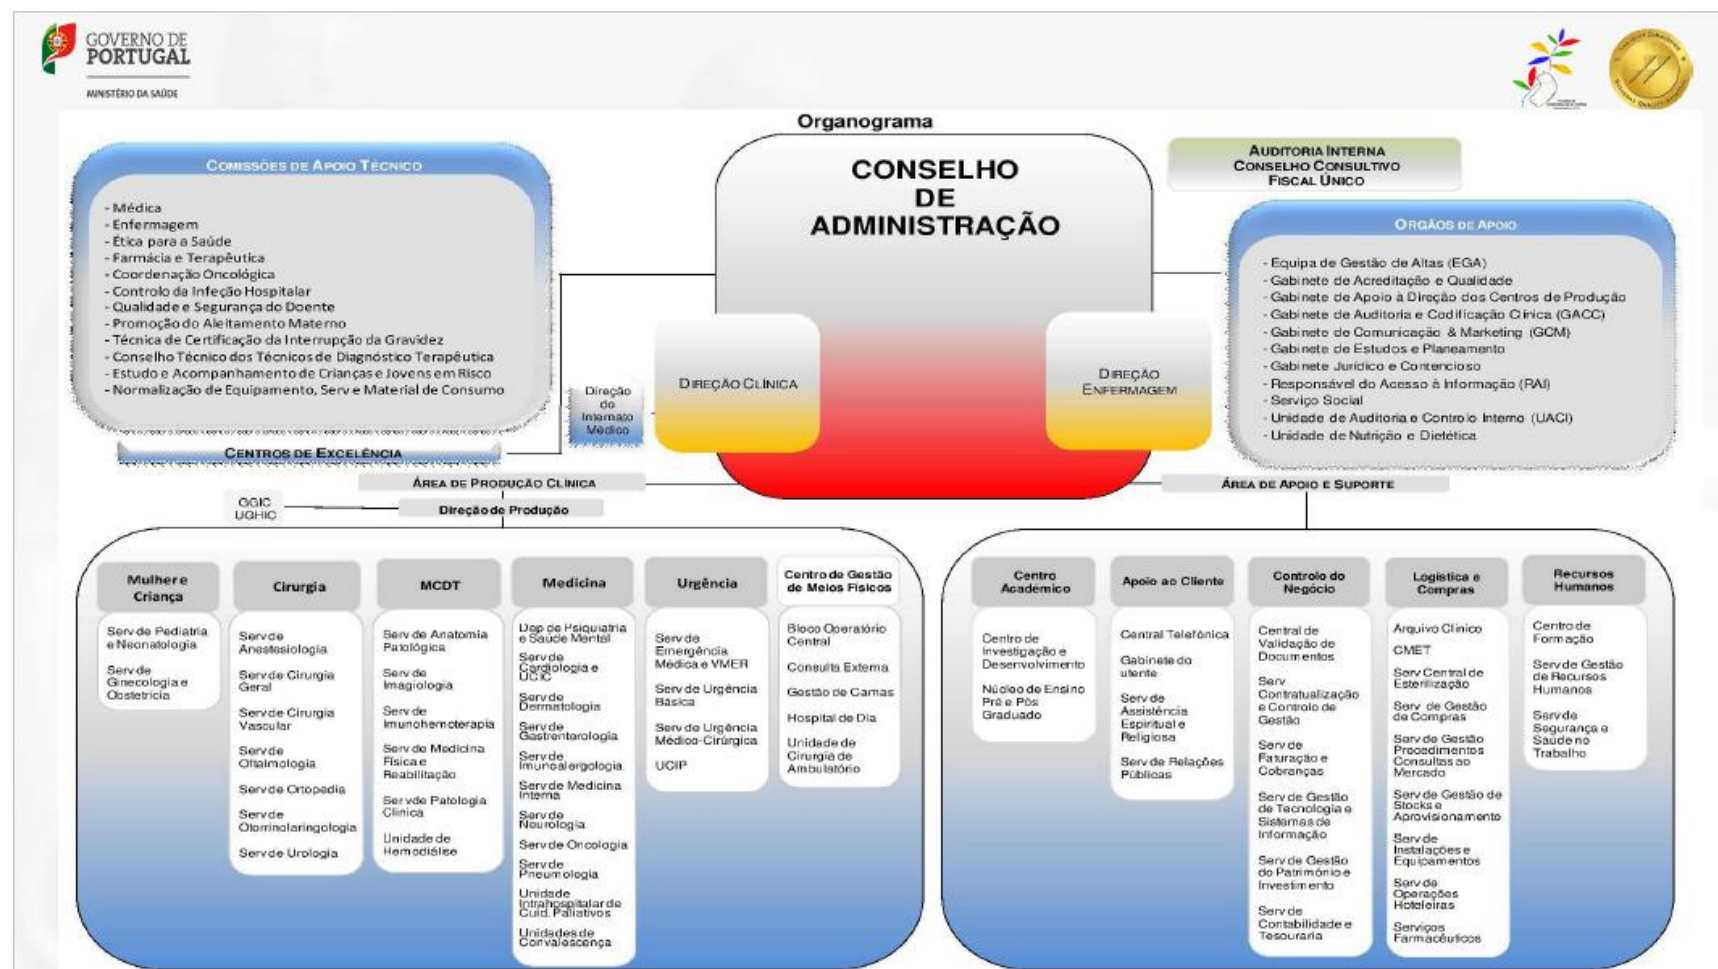 GOVERNO DE
PORTUGAL
MINISTÉRIO DA SAÚDE
Organograma
CONSELHO
DE
ADMINISTRAÇÃO
AUDITORIA INTERNA
CONSELHO CONSULTIVO
FISCAL ÚNICO
COMISSÕES DE APOIO TÉCNICO
- Médica
- Enfermagem
- Ética para a Saúde
- Farmácia e Terapêutica
- Coordenação Oncológica
- Controlo da Infeção Hospitalar
- Qualidade e Segurança do Doente
- Promoção do Aleitamento Materno
- Técnica de Certificação da Interrupção da Gravidez
- Conselho Técnico dos Técnicos de Diagnóstico Terapêutica
- Estudo e Acompanhamento de Crianças e Jovens em Risco
- Normalização de Equipamento, Serv e Material de Consumo
ORGÃOS DE APOIO
- Equipa de Gestão de Altas (EGA)
- Gabinete de Acreditação e Qualidade
- Gabinete de Apoio à Direção dos Centros de Produção
- Gabinete de Auditoria e Codificação Clínica (GACC)
- Gabinete de Comunicação & Marketing (GCM)
- Gabinete de Estudos e Planeamento
- Gabinete Jurídico e Contencioso
- Responsável do Acesso à Informação (RAI)
- Serviço Social
- Unidade de Auditoria e Controlo Interno (UACI)
- Unidade de Nutrição e Dietética
Direção
do
Internato
Médico
DIREÇÃO CLÍNICA
DIREÇÃO
ENFERMAGEM
CENTROS DE EXCELÊNCIA
ÁREA DE PRODUÇÃO CLÍNICA
ÁREA DE APOIO E SUPORTE
UGHIC
Direção de Produção
Mulher e
Criança
Serv de Pediatria
e Neonatologia
Serv de
Ginecologia e
Obstetrícia
Cirurgia
Serv de
Anestesiologia
Serv de Cirurgia
Geral
Serv de Cirurgia
Vascular
Serv de
Oftalmologia
Serv de Ortopedia
Serv de
Otorrinolaringologia
Serv de Urologia
MCDT
Serv de Anatomia
Patológica
Serv de
Imagiologia
Serv de
Imunohemoterapia
Serv de Medicina
Física e
Reabilitação
Serv de Patologia
Clínica
Unidade de
Hemodiálise
Medicina
Dep de Psiquiatria
e Saúde Mental
Serv de
Cardiologia e
UCIC
Serv de
Dermatologia
Serv de
Gastrenterologia
Serv de
Imunoalergologia
Serv de Medicina
Interna
Serv de
Neurologia
Serv de Oncologia
Serv de
Pneumologia
Unidade
Intrahospitalar de
Cuid. Paliativos
Unidades de
Convalescença
Urgência
Serv de
Emergência
Médica e VMER
Serv de Urgência
Básica
Serv de Urgência
Médico-Cirúrgica
UCIP
Centro de Gestão
de Meios Físicos
Bloco Operatório
Central
Consulta Externa
Gestão de Camas
Hospital de Dia
Unidade de
Cirurgia de
Ambulatório
Centro
Académico
Centro de
Investigação e
Desenvolvimento
Núcleo de Ensino
Pré e Pós
Graduado
Apoio ao Cliente
Central Telefónica
Gabinete do
utente
Serv de
Assistência
Espiritual e
Religiosa
Serv de Relações
Públicas
Controlo do
Negócio
Central de
Validação de
Documentos
Serv
Contratualização
e Controlo de
Gestão
Serv de
Faturação e
Cobranças
Serv de Gestão
de Tecnologia e
Sistemas de
Informação
Serv de Gestão
do Património e
Investimento
Serv de
Contabilidade e
Tesouraria
Logística e
Compras
Arquivo Clínico
CMET
Serv Central de
Esterilização
Serv de Gestão
de Compras
Serv de Gestão
Procedimentos
Consultas ao
Mercado
Serv de Gestão de
Stocks e
Aprovisionamento
Serv de
Instalações e
Equipamentos
Serv de
Operações
Hoteleiras
Serviços
Farmacêuticos
Recursos
Humanos
Centro de
Formação
Serv de Gestão
de Recursos
Humanos
Serv de
Segurança e
Saúde no
Trabalho